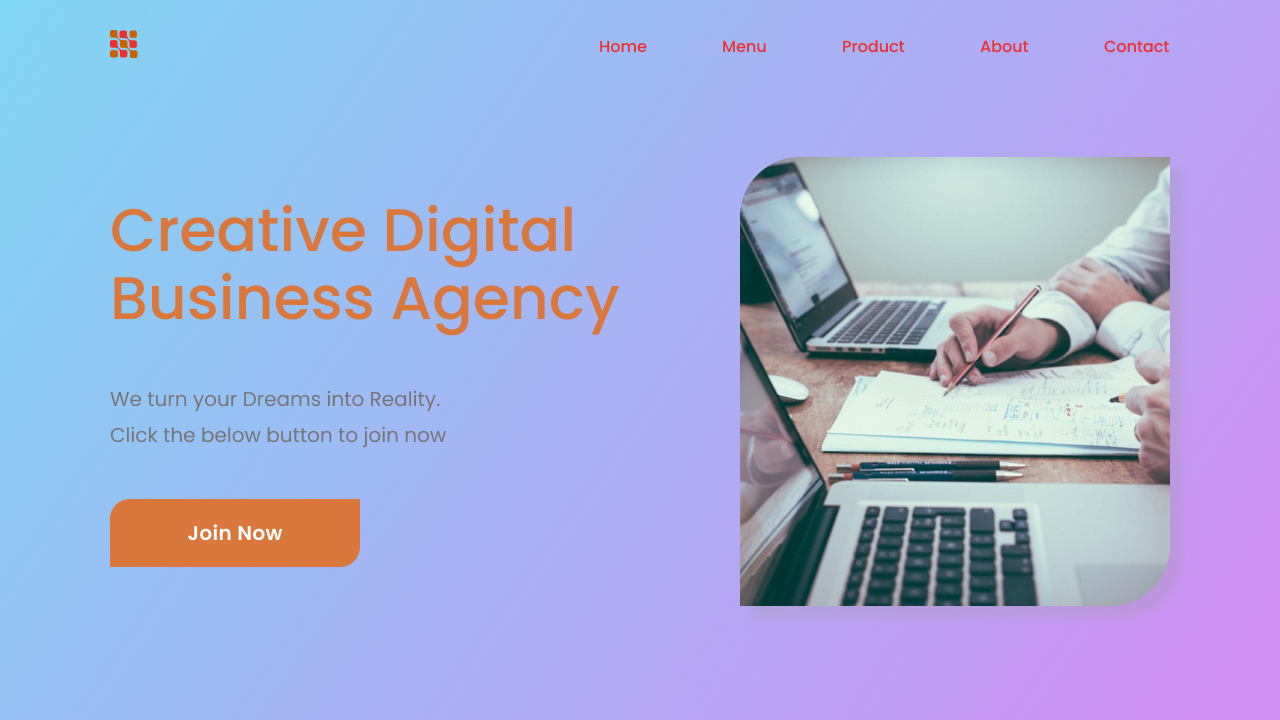 Home Menu Product About Contact
Creative Digital
Business Agency
We turn your Dreams into Reality.
Click the below button to join now
Join Now